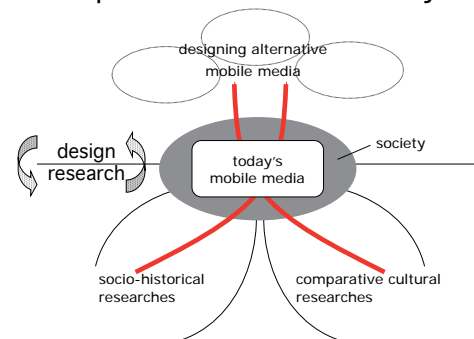 designing alternative
mobile media
society
design
research
today's
mobile media
socio-historical
researches
comparative cultural
researches